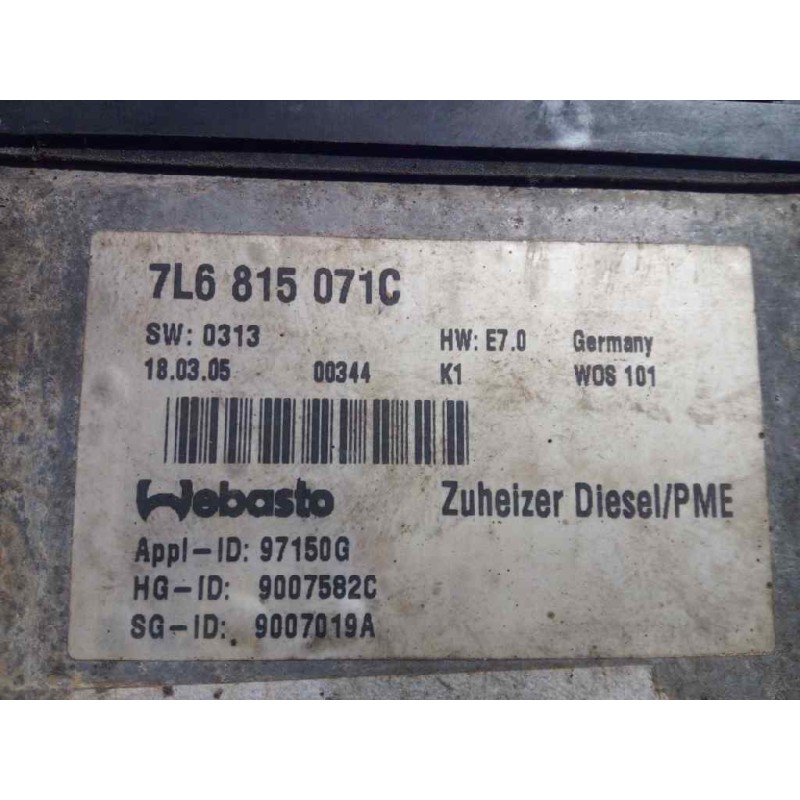 7L6 815 071C
SW: 0313 HW: E7.0 Germany
18.03.05 00344 K1 WOS 101
Webasto Zuheizer Diesel/PME
Appl-ID: 97150G
HG-ID: 9007582C
SG-ID: 9007019A